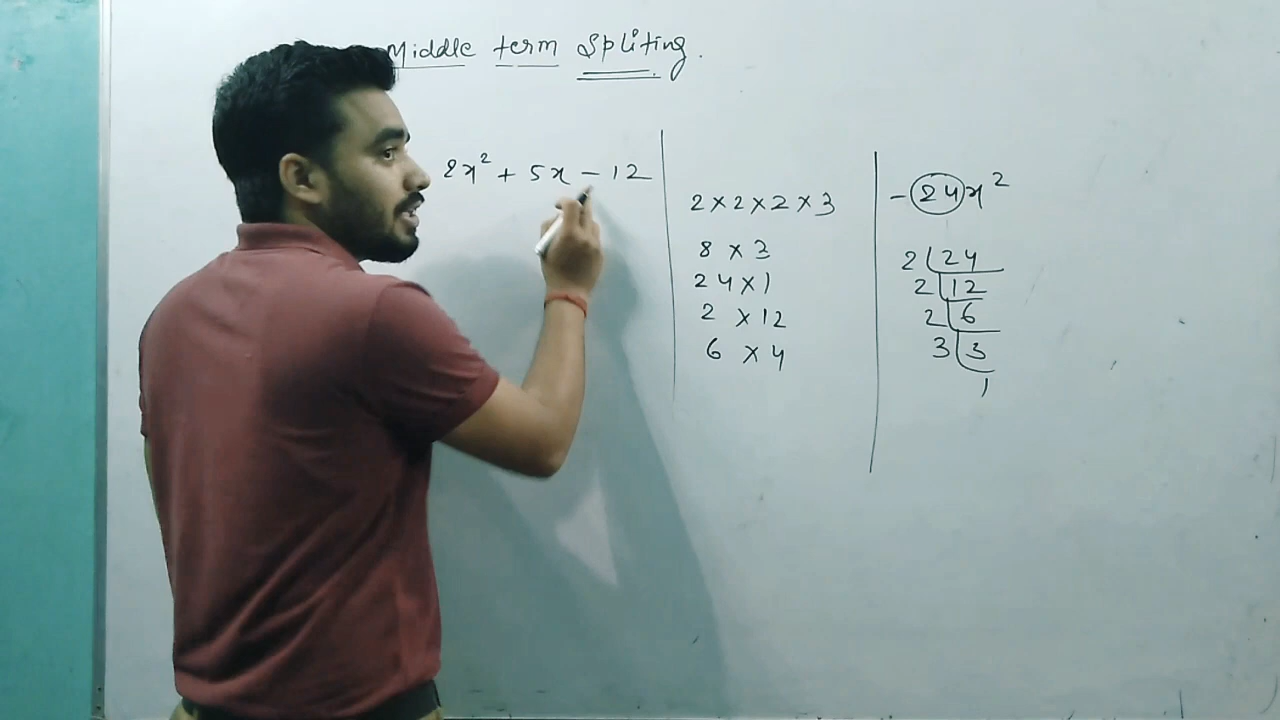 Middle term Spliting.
2x² + 5x - 12
2 × 2 × 2 × 3
8 × 3
24 × 1
2 × 12
6 × 4
- 24x²
2 24
2 12
2 6
3 3
1